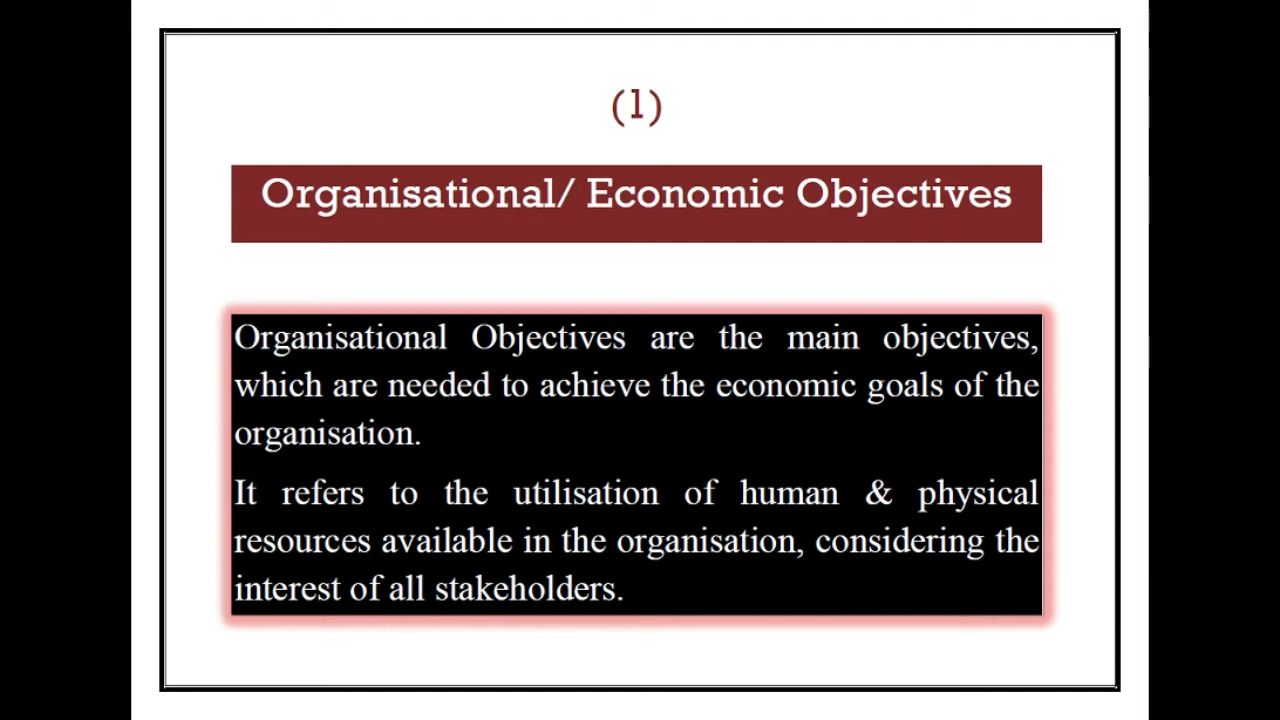 (1)
Organisational/ Economic Objectives
Organisational Objectives are the main objectives,
which are needed to achieve the economic goals of the
organisation.
It refers to the utilisation of human & physical
resources available in the organisation, considering the
interest of all stakeholders.